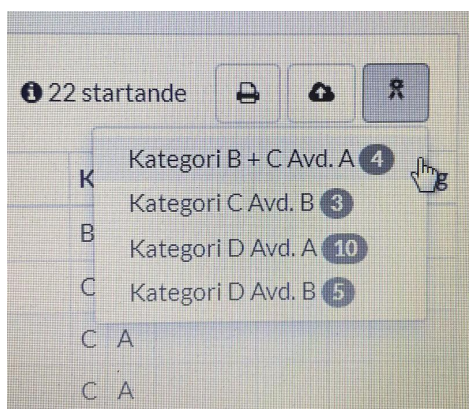 22 startande
Kategori B + C Avd. A 4
K g
Kategori C Avd. B 3
B
Kategori D Avd. A 10
C
Kategori D Avd. B 5
C A
C A